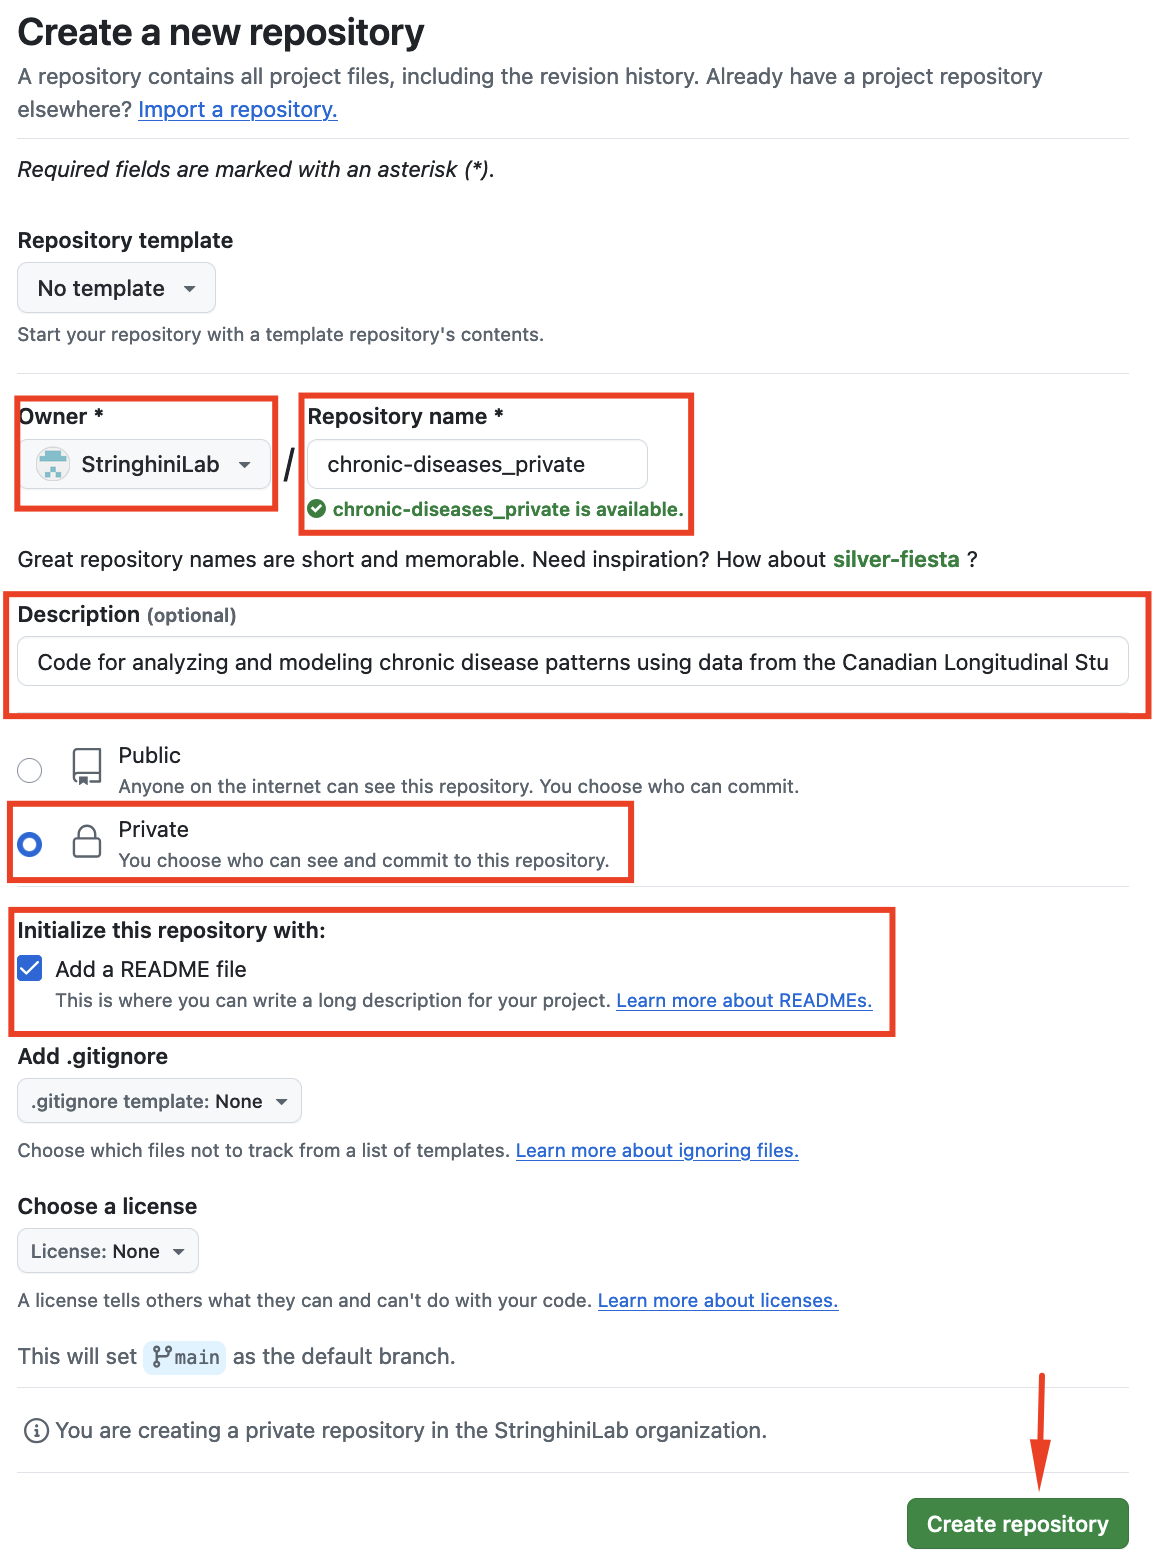 Create a new repository
A repository contains all project files, including the revision history. Already have a project repository
elsewhere? Import a repository.
Required fields are marked with an asterisk (*).
Repository template
No template
Start your repository with a template repository's contents.
Owner *
Repository name *
StringhiniLab
/
chronic-diseases_private
chronic-diseases_private is available.
Great repository names are short and memorable. Need inspiration? How about silver-fiesta ?
Description (optional)
Code for analyzing and modeling chronic disease patterns using data from the Canadian Longitudinal Stu
Public
Anyone on the internet can see this repository. You choose who can commit.
Private
You choose who can see and commit to this repository.
Initialize this repository with:
Add a README file
This is where you can write a long description for your project. Learn more about READMEs.
Add .gitignore
.gitignore template: None
Choose which files not to track from a list of templates. Learn more about ignoring files.
Choose a license
License: None
A license tells others what they can and can't do with your code. Learn more about licenses.
This will set main as the default branch.
You are creating a private repository in the StringhiniLab organization.
Create repository